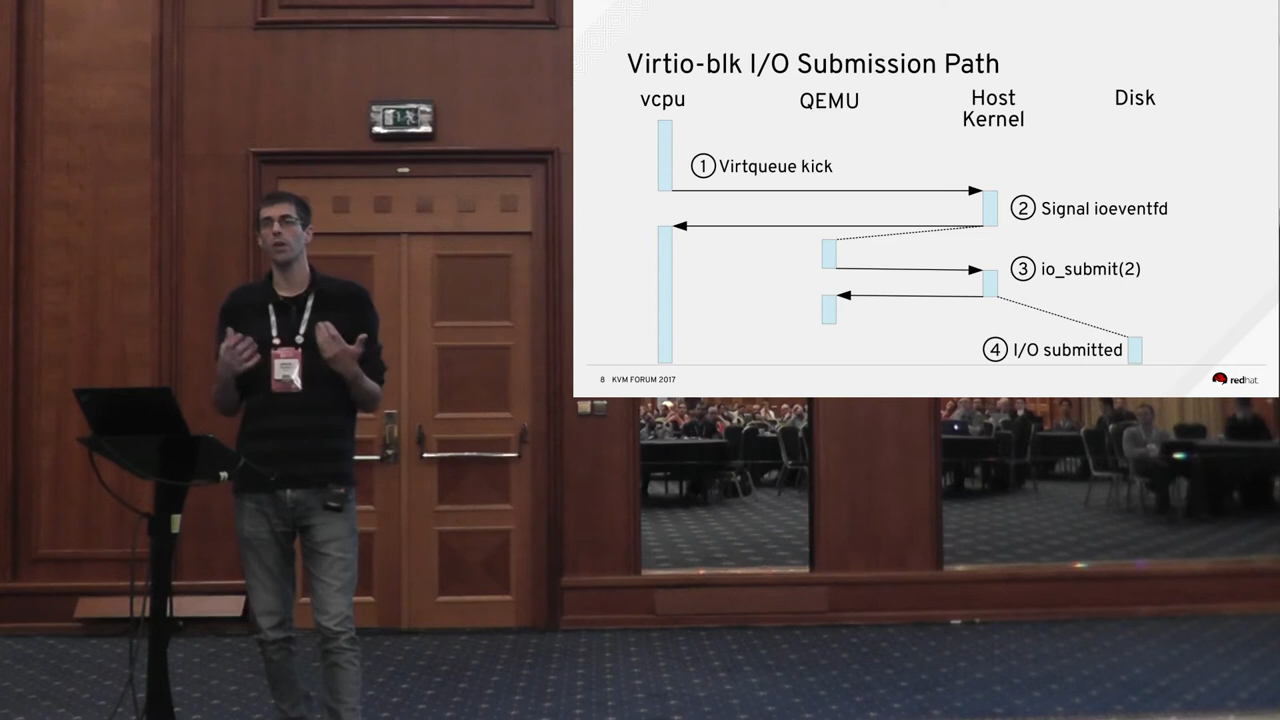 Virtio-blk I/O Submission Path
vcpu
QEMU
Host
Kernel
Disk
1 Virtqueue kick
2 Signal ioeventfd
3 io_submit(2)
4 I/O submitted
8 KVM FORUM 2017
redhat.